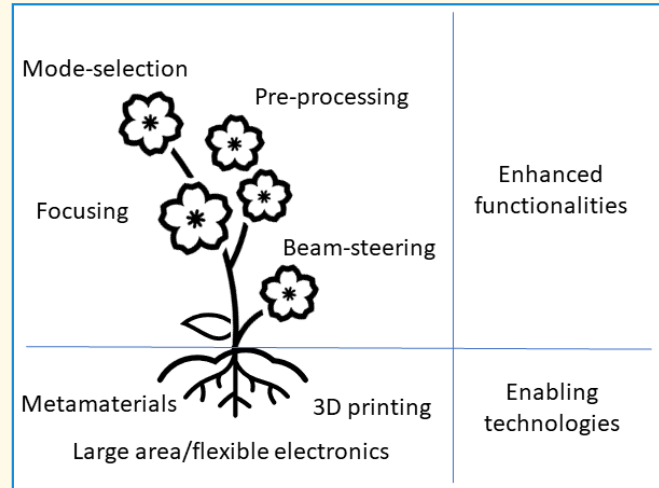 Mode-selection
Pre-processing
Focusing
Beam-steering
Enhanced
functionalities
Metamaterials
3D printing
Large area/flexible electronics
Enabling
technologies